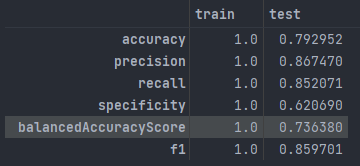 train test
accuracy 1.0 0.792952
precision 1.0 0.867470
recall 1.0 0.852071
specificity 1.0 0.620690
balancedAccuracyScore 1.0 0.736380
f1 1.0 0.859701